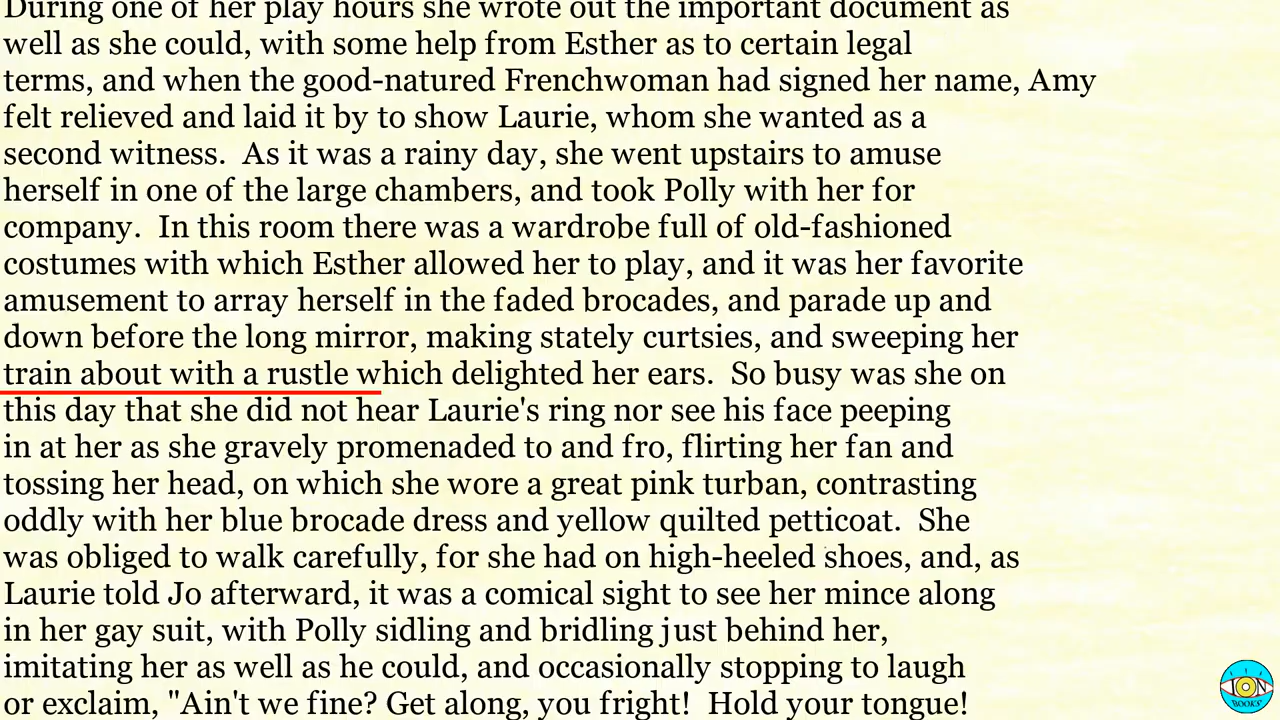 During one of her play hours she wrote out the important document as
well as she could, with some help from Esther as to certain legal
terms, and when the good-natured Frenchwoman had signed her name, Amy
felt relieved and laid it by to show Laurie, whom she wanted as a
second witness.  As it was a rainy day, she went upstairs to amuse
herself in one of the large chambers, and took Polly with her for
company.  In this room there was a wardrobe full of old-fashioned
costumes with which Esther allowed her to play, and it was her favorite
amusement to array herself in the faded brocades, and parade up and
down before the long mirror, making stately curtsies, and sweeping her
train about with a rustle which delighted her ears.  So busy was she on
this day that she did not hear Laurie's ring nor see his face peeping
in at her as she gravely promenaded to and fro, flirting her fan and
tossing her head, on which she wore a great pink turban, contrasting
oddly with her blue brocade dress and yellow quilted petticoat.  She
was obliged to walk carefully, for she had on high-heeled shoes, and, as
Laurie told Jo afterward, it was a comical sight to see her mince along
in her gay suit, with Polly sidling and bridling just behind her,
imitating her as well as he could, and occasionally stopping to laugh
or exclaim, "Ain't we fine? Get along, you fright!  Hold your tongue!
ION
BOOKS